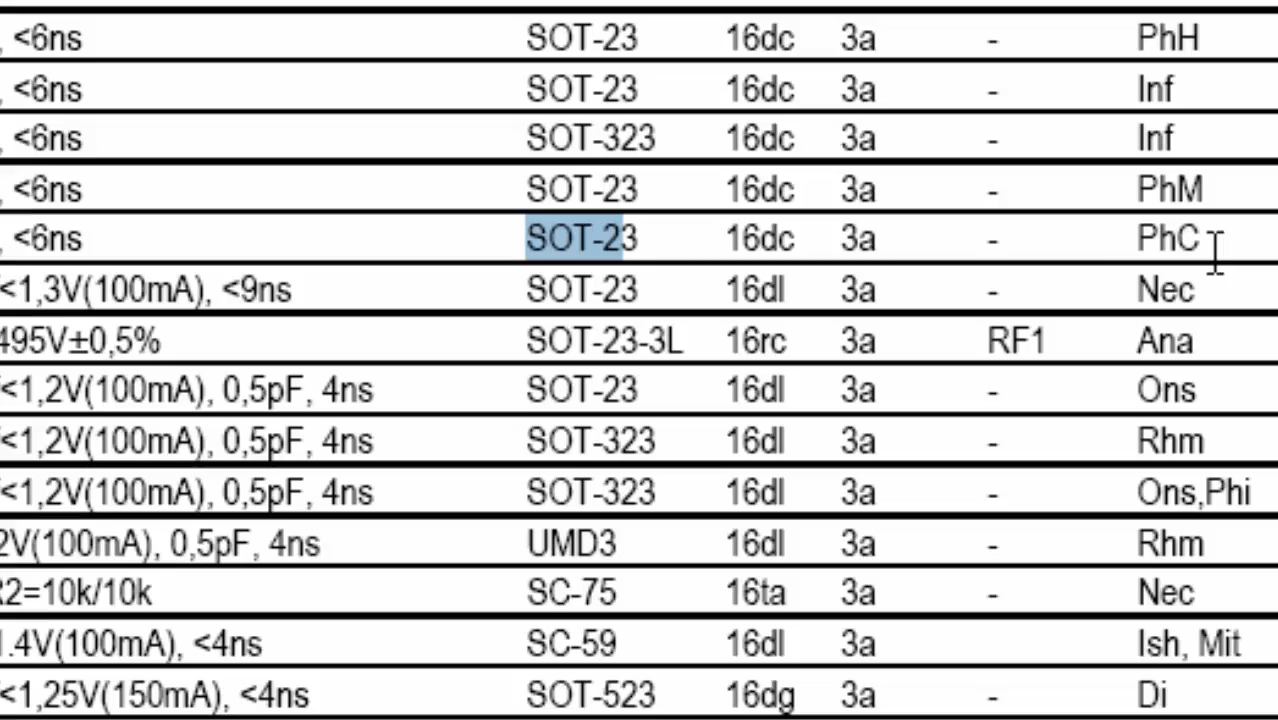 , <6ns SOT-23 16dc 3a - PhH
, <6ns SOT-23 16dc 3a - Inf
, <6ns SOT-323 16dc 3a - Inf
, <6ns SOT-23 16dc 3a - PhM
, <6ns SOT-23 16dc 3a - PhC
<1,3V(100mA), <9ns SOT-23 16dl 3a - Nec
495V±0,5% SOT-23-3L 16rc 3a RF1 Ana
<1,2V(100mA), 0,5pF, 4ns SOT-23 16dl 3a - Ons
<1,2V(100mA), 0,5pF, 4ns SOT-323 16dl 3a - Rhm
<1,2V(100mA), 0,5pF, 4ns SOT-323 16dl 3a - Ons,Phi
2V(100mA), 0,5pF, 4ns UMD3 16dl 3a - Rhm
R2=10k/10k SC-75 16ta 3a - Nec
1.4V(100mA), <4ns SC-59 16dl 3a Ish, Mit
<1,25V(150mA), <4ns SOT-523 16dg 3a - Di